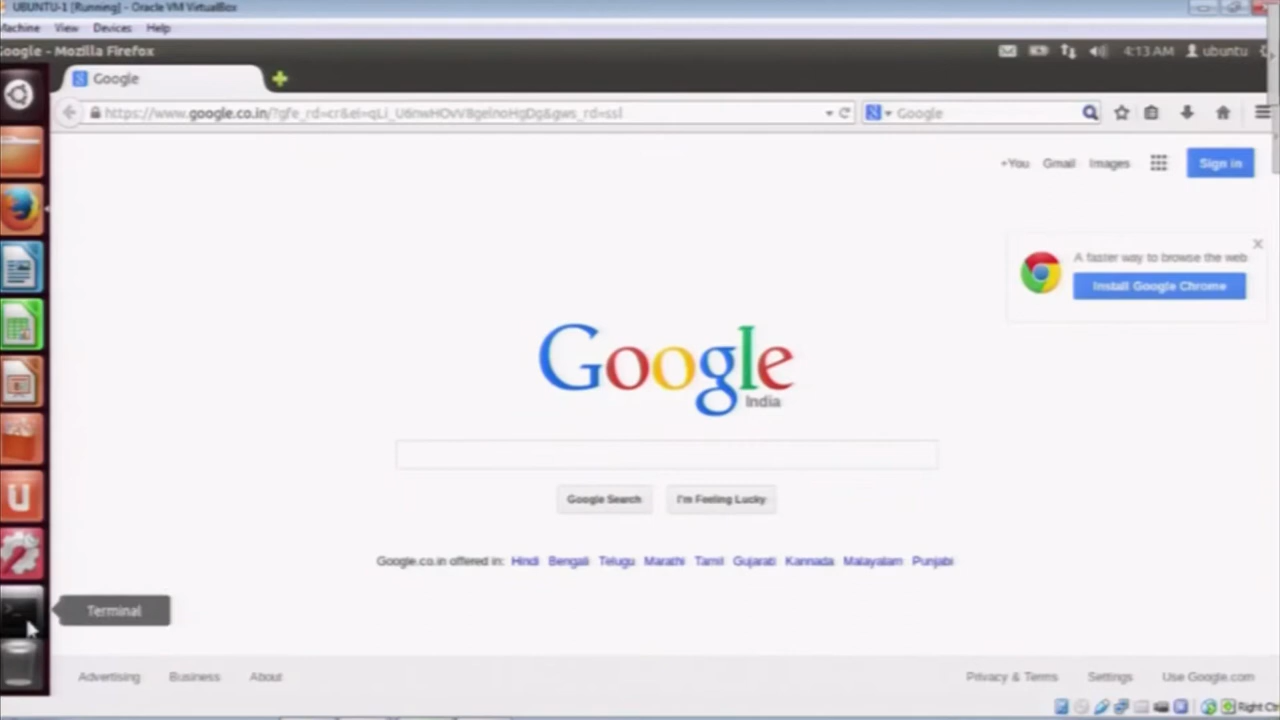 UBUNTU-1 [Running] - Oracle VM VirtualBox
Machine View Devices Help
Google - Mozilla Firefox 4:13 AM ubuntu
Google
Google
+You Gmail Images Sign in
A faster way to browse the web
Install Google Chrome
Google
India
Google Search I'm Feeling Lucky
Google.co.in offered in: Hindi Bengali Telugu Marathi Tamil Gujarati Kannada Malayalam Punjabi
Terminal
Advertising Business About Privacy & Terms Settings Use Google.com
Right Ct